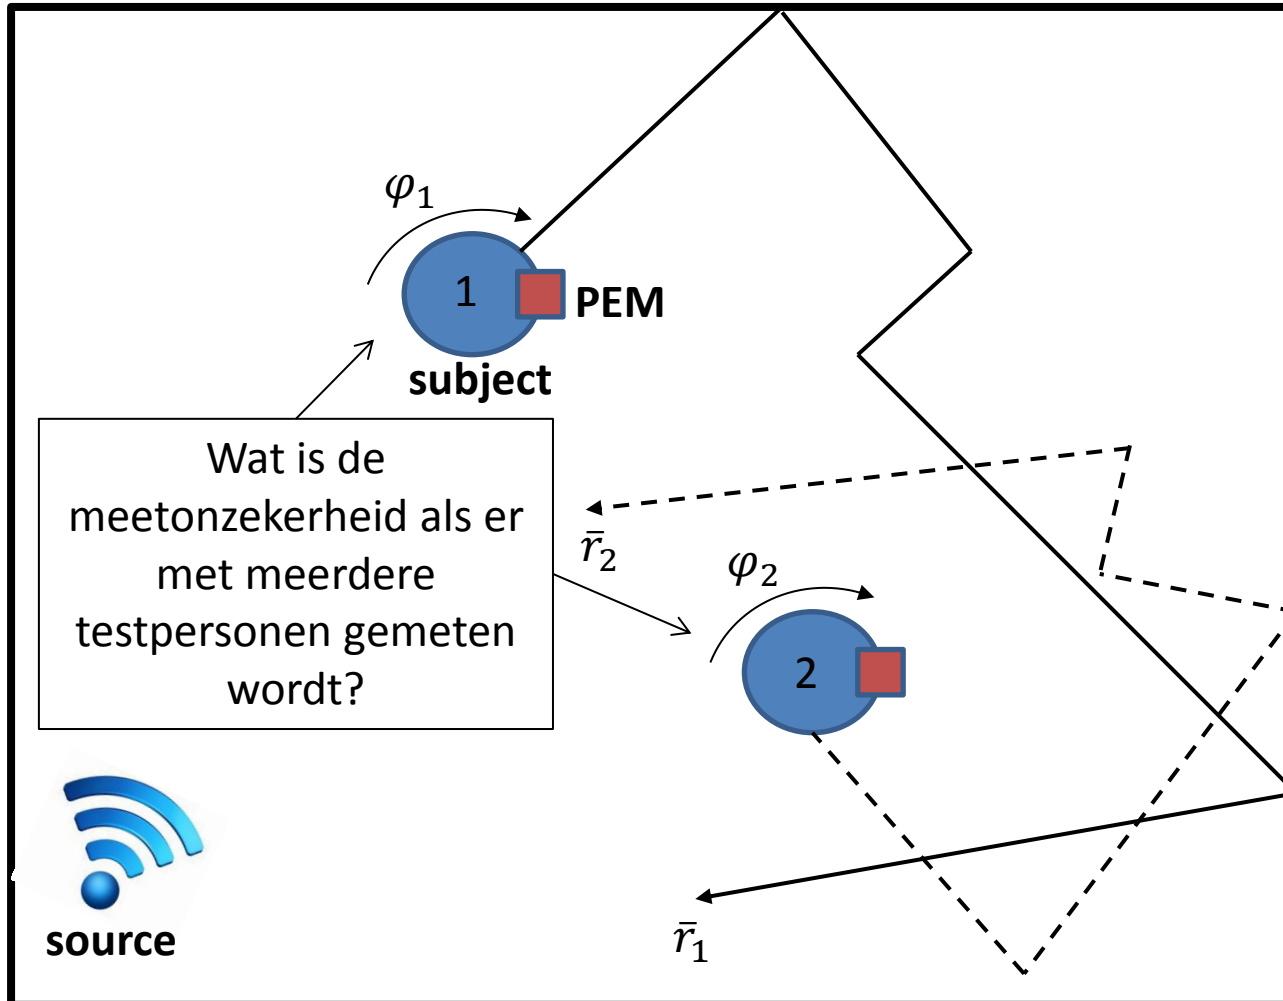 φ₁
1
PEM
subject
Wat is de
meetonzekerheid als er
met meerdere
testpersonen gemeten
wordt?
r̄₂
φ₂
2
source
r̄₁